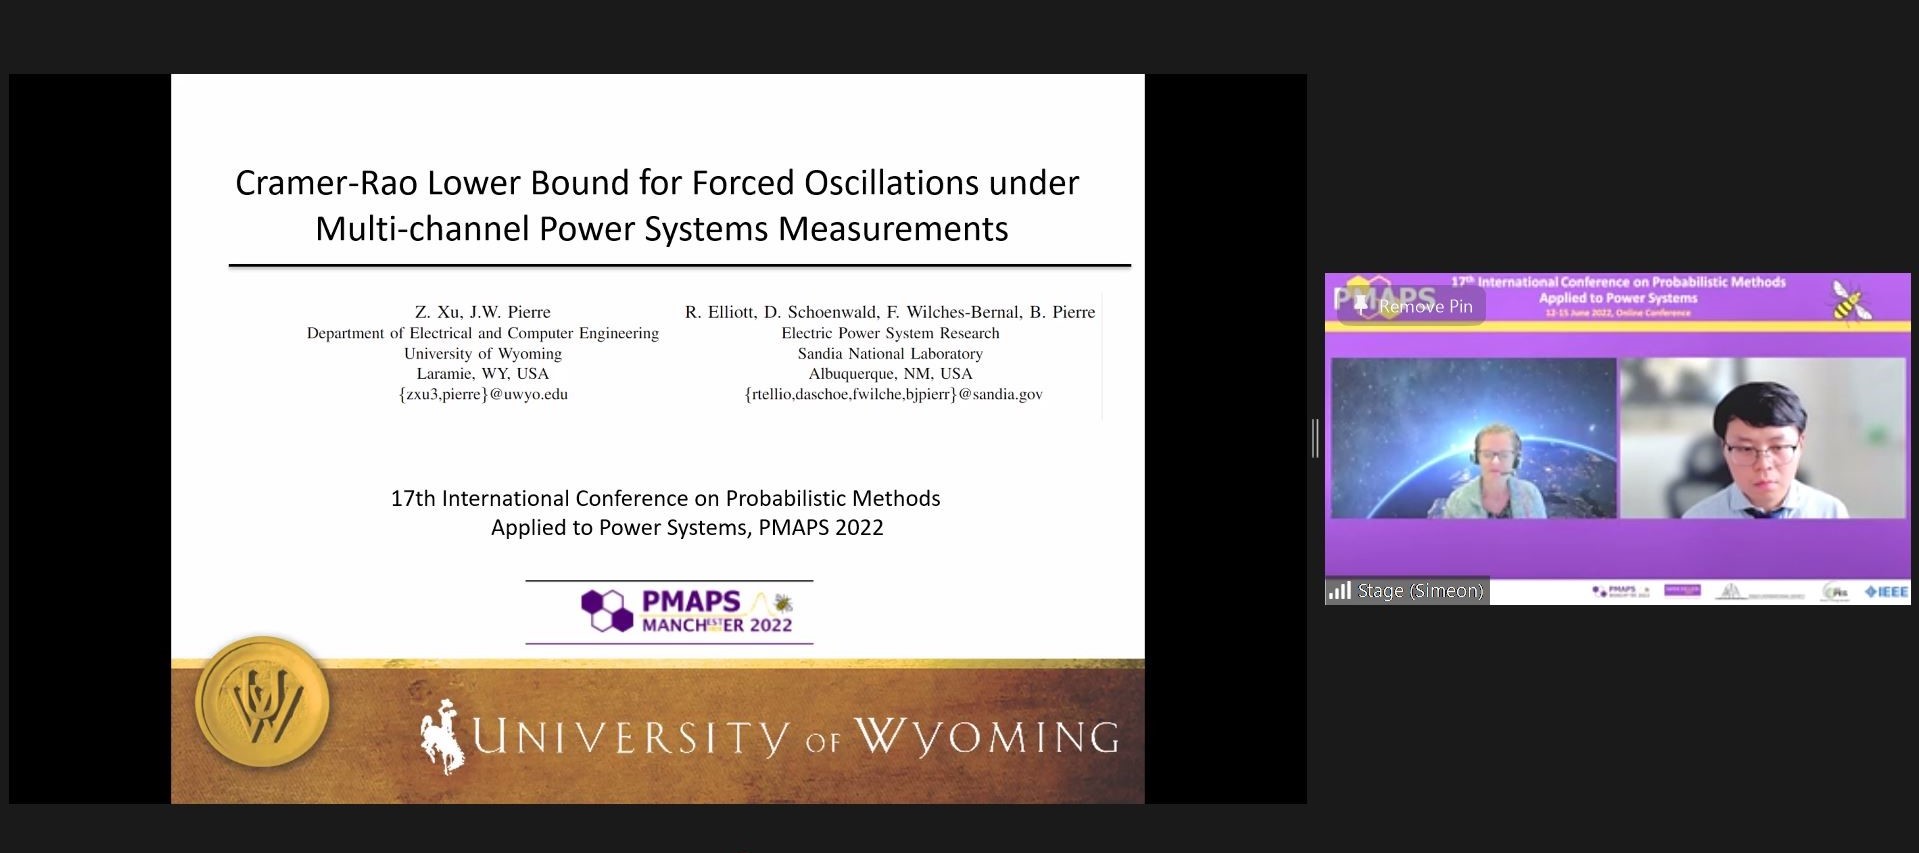 Cramer-Rao Lower Bound for Forced Oscillations under
Multi-channel Power Systems Measurements
Z. Xu, J.W. Pierre
Department of Electrical and Computer Engineering
University of Wyoming
Laramie, WY, USA
{zxu3,pierre}@uwyo.edu
R. Elliott, D. Schoenwald, F. Wilches-Bernal, B. Pierre
Electric Power System Research
Sandia National Laboratory
Albuquerque, NM, USA
{rtellio,daschoe,fwilche,bjpierr}@sandia.gov
17th International Conference on Probabilistic Methods
Applied to Power Systems, PMAPS 2022
PMAPS
MANCHESTER 2022
UW
UNIVERSITY OF WYOMING
17th International Conference on Probabilistic Methods
Applied to Power Systems
12-15 June 2022, Online Conference
PMAPS
Remove Pin
Stage (Simeon)
PMAPS
IEEE